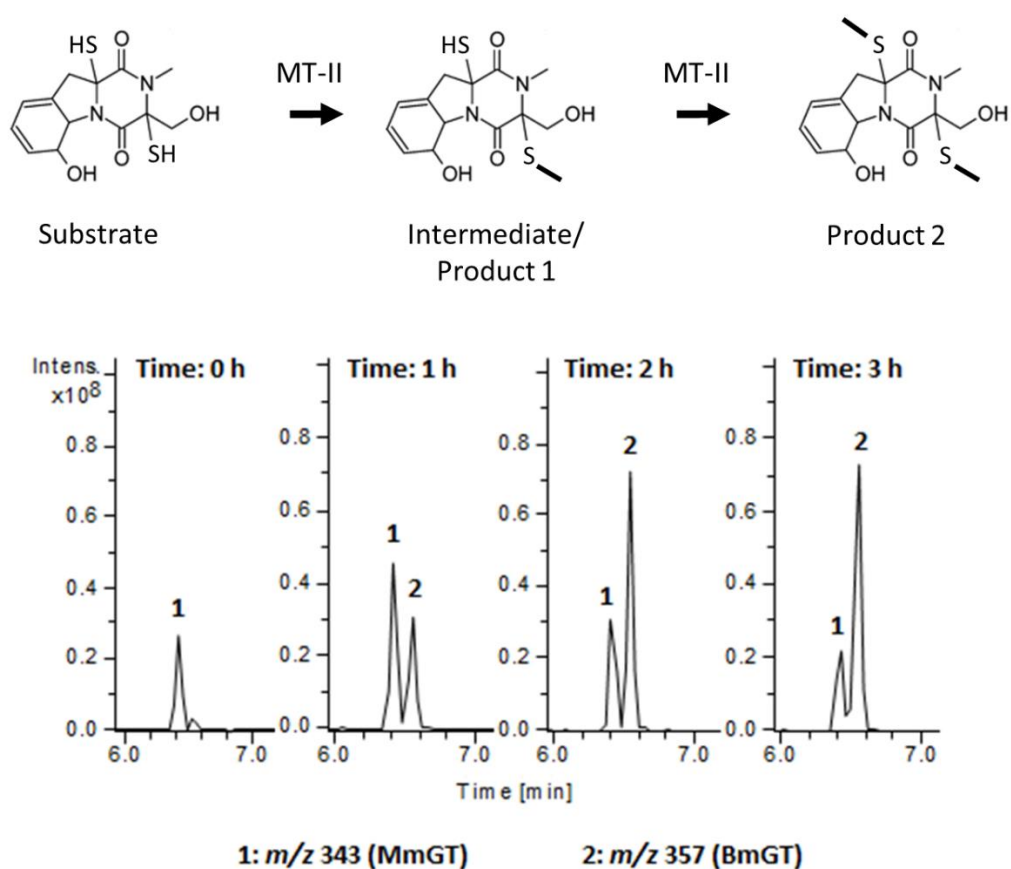 HS O
N
OH
N
O SH
OH
MT-II
HS O
N
OH
N
O S
OH
MT-II
S O
N
OH
N
O S
OH
Substrate
Intermediate/
Product 1
Product 2
Intens.
x10⁸
Time: 0 h
0.8
0.6
0.4
0.2
0.0
1
6.0 7.0
Time: 1 h
0.8
0.6
0.4
0.2
0.0
1
2
6.0 7.0
Time: 2 h
0.8
0.6
0.4
0.2
0.0
1
2
6.0 7.0
Time: 3 h
0.8
0.6
0.4
0.2
0.0
1
2
6.0 7.0
Time [min]
1: m/z 343 (MmGT) 2: m/z 357 (BmGT)